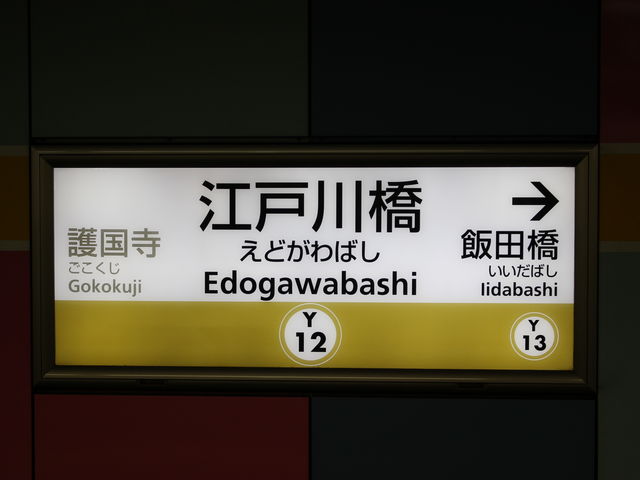 江戸川橋
えどがわばし
Edogawabashi
Y
12
護国寺
ごこくじ
Gokokuji
飯田橋
いいだばし
Iidabashi
Y
13